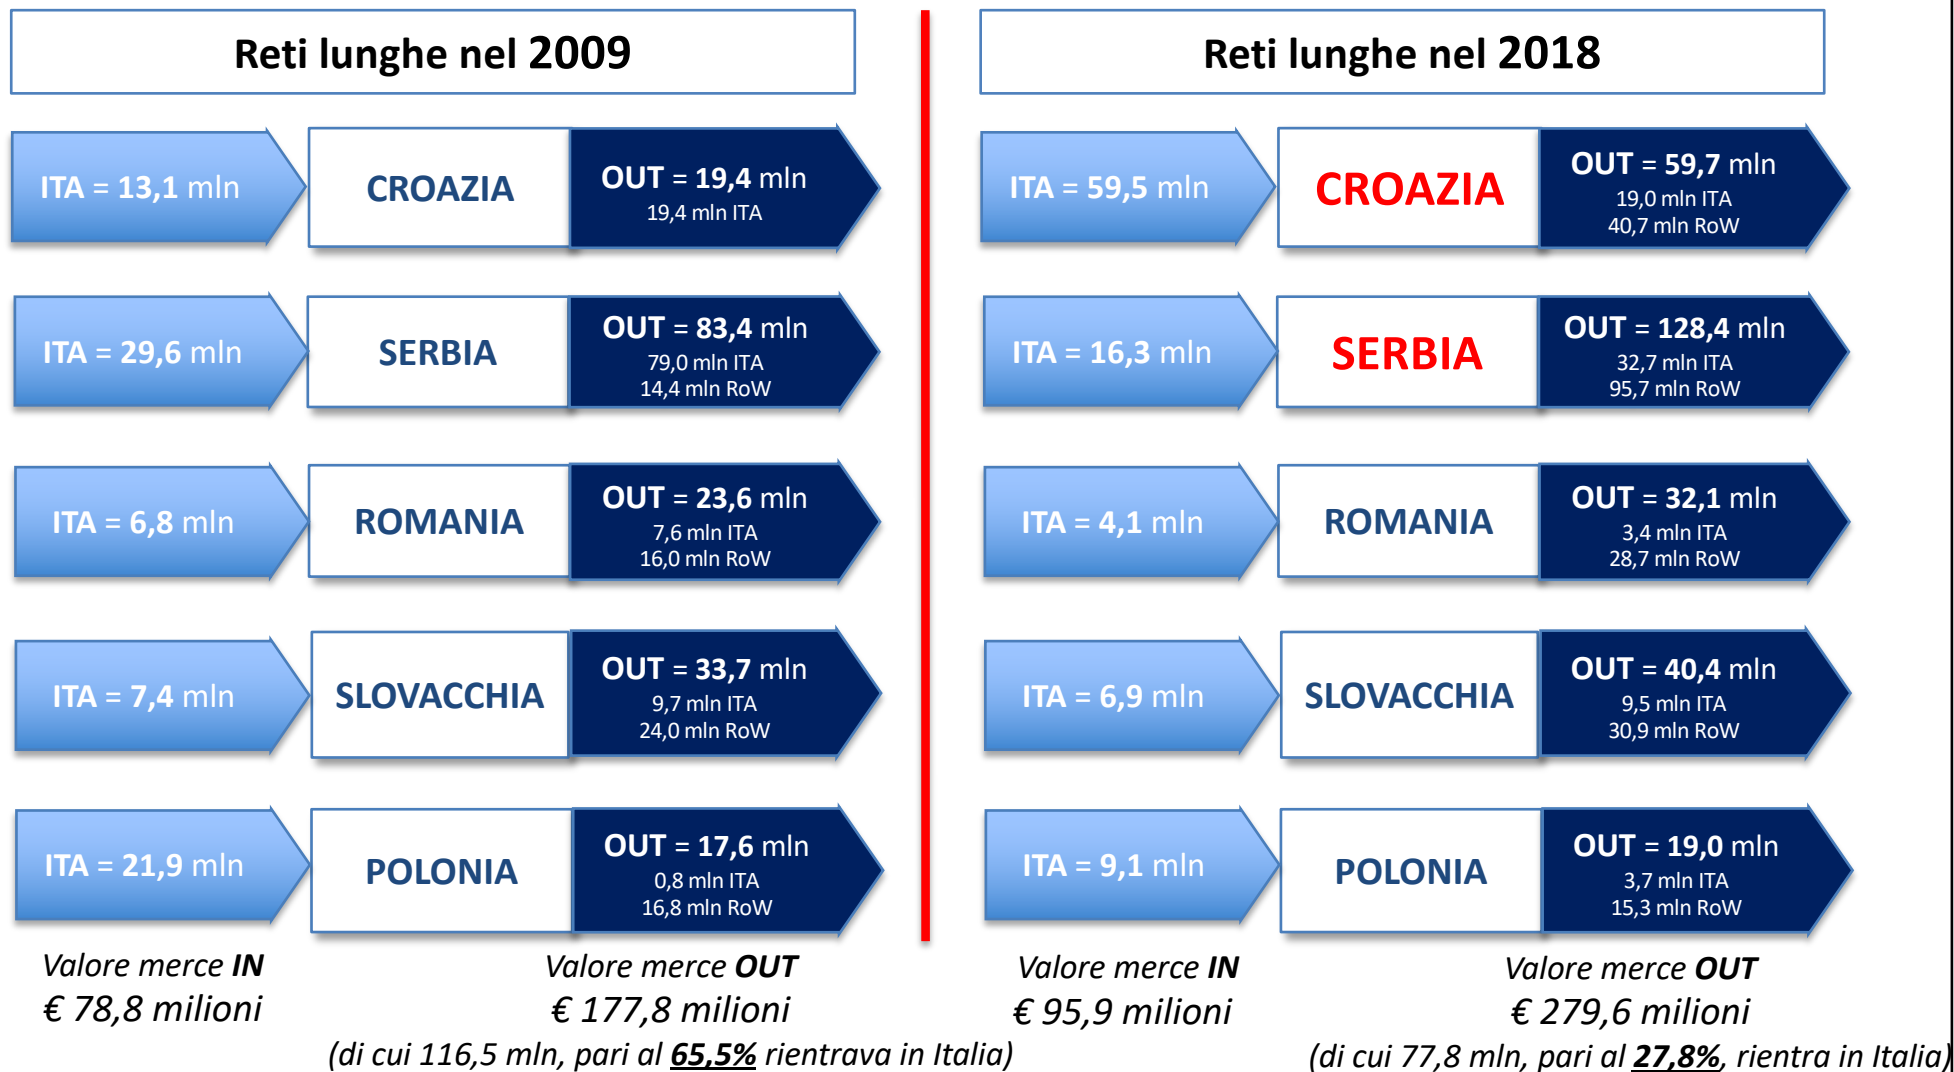 Reti lunghe nel 2009
ITA = 13,1 mln
CROAZIA
OUT = 19,4 mln
19,4 mln ITA
ITA = 29,6 mln
SERBIA
OUT = 83,4 mln
79,0 mln ITA
14,4 mln RoW
ITA = 6,8 mln
ROMANIA
OUT = 23,6 mln
7,6 mln ITA
16,0 mln RoW
ITA = 7,4 mln
SLOVACCHIA
OUT = 33,7 mln
9,7 mln ITA
24,0 mln RoW
ITA = 21,9 mln
POLONIA
OUT = 17,6 mln
0,8 mln ITA
16,8 mln RoW
Valore merce IN
€ 78,8 milioni
Valore merce OUT
€ 177,8 milioni
(di cui 116,5 mln, pari al 65,5% rientrava in Italia)
Reti lunghe nel 2018
ITA = 59,5 mln
CROAZIA
OUT = 59,7 mln
19,0 mln ITA
40,7 mln RoW
ITA = 16,3 mln
SERBIA
OUT = 128,4 mln
32,7 mln ITA
95,7 mln RoW
ITA = 4,1 mln
ROMANIA
OUT = 32,1 mln
3,4 mln ITA
28,7 mln RoW
ITA = 6,9 mln
SLOVACCHIA
OUT = 40,4 mln
9,5 mln ITA
30,9 mln RoW
ITA = 9,1 mln
POLONIA
OUT = 19,0 mln
3,7 mln ITA
15,3 mln RoW
Valore merce IN
€ 95,9 milioni
Valore merce OUT
€ 279,6 milioni
(di cui 77,8 mln, pari al 27,8%, rientra in Italia)